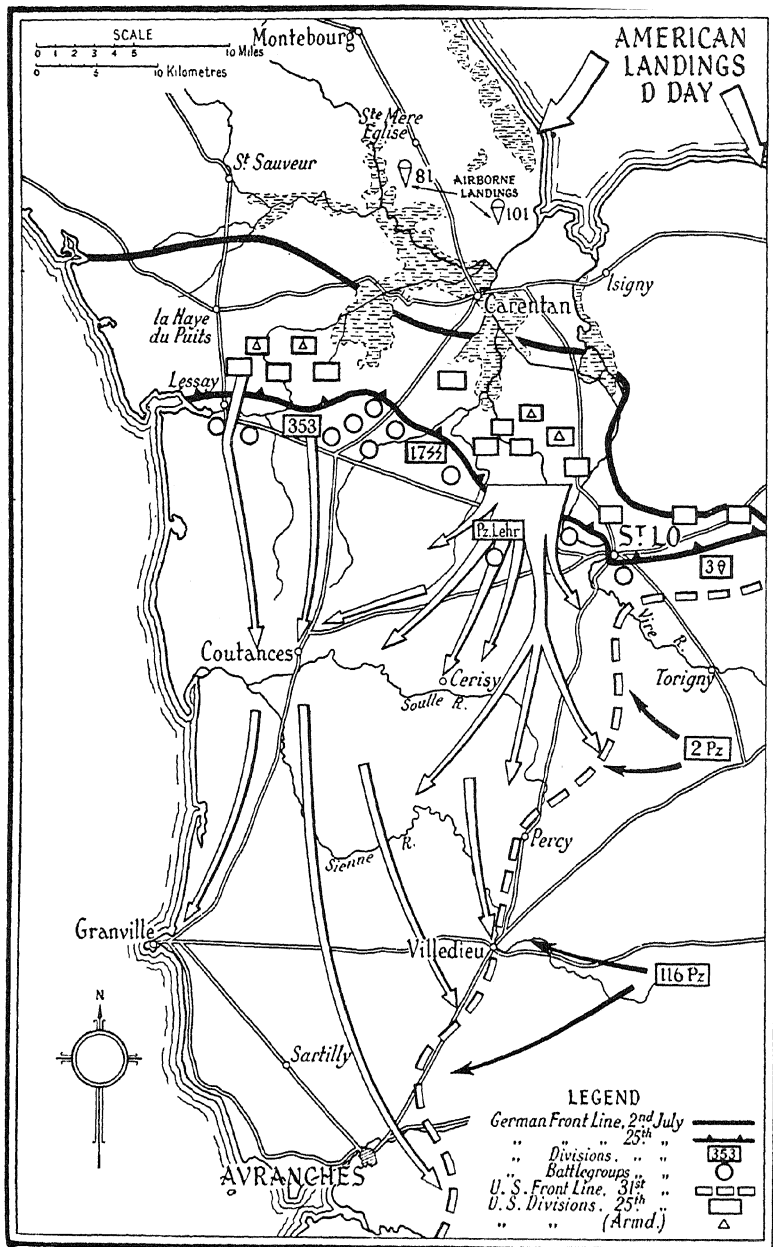 SCALE
0 1 2 3 4 5 10 Miles
0 5 10 Kilometres
Montebourg
AMERICAN
LANDINGS
D DAY
Ste Mère
Eglise
St. Sauveur
81
AIRBORNE
LANDINGS
101
Isigny
Carentan
la Haye
du Puits
Lessay
353
17SS
Pz. Lehr
ST LO
3
Vire R.
Coutances
Cerisy
Torigny
Soulle R.
2 Pz
Sienne R.
Percy
Granville
Villedieu
116 Pz
N
Sartilly
AVRANCHES
LEGEND
German Front Line, 2nd July
„ „ „ 25th „
„ Divisions. „ „ 353
„ Battlegroups „ „
U.S. Front Line, 31st „
U.S. Divisions. 25th „
„ „ (Armd.)